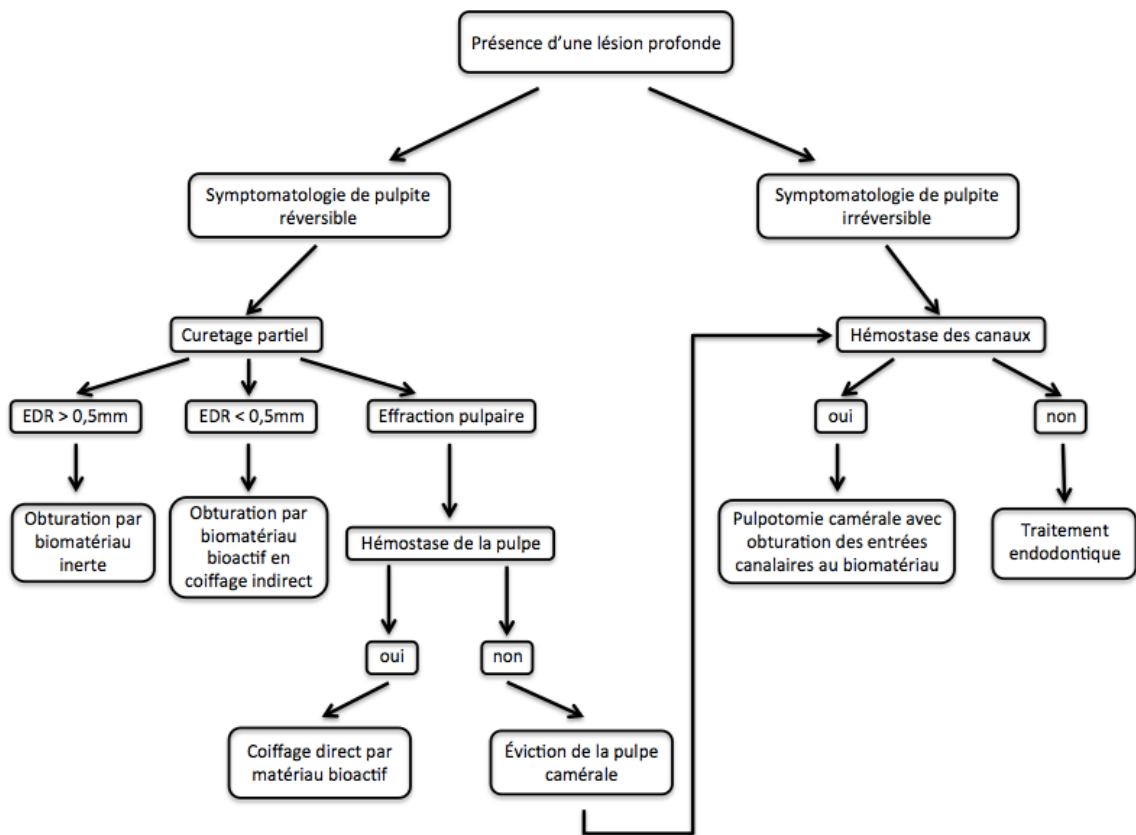 Présence d'une lésion profonde
Symptomatologie de pulpite
réversible
Symptomatologie de pulpite
irréversible
Curetage partiel
Hémostase des canaux
EDR > 0,5mm
EDR < 0,5mm
Effraction pulpaire
oui
non
Obturation par
biomatériau
inerte
Obturation par
biomatériau
bioactif en
coiffage indirect
Hémostase de la pulpe
Pulpotomie camérale avec
obturation des entrées
canalaires au biomatériau
Traitement
endodontique
oui
non
Coiffage direct par
matériau bioactif
Éviction de la pulpe
camérale